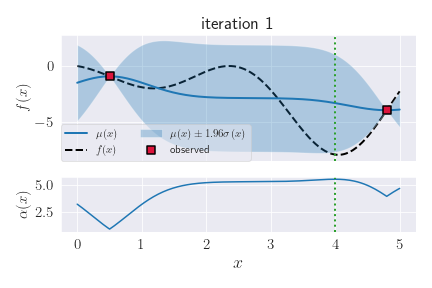 iteration 1
f(x)
0
−5
μ(x)
f(x)
μ(x) ± 1.96σ(x)
observed
α(x)
5.0
2.5
0 1 2 3 4 5
x